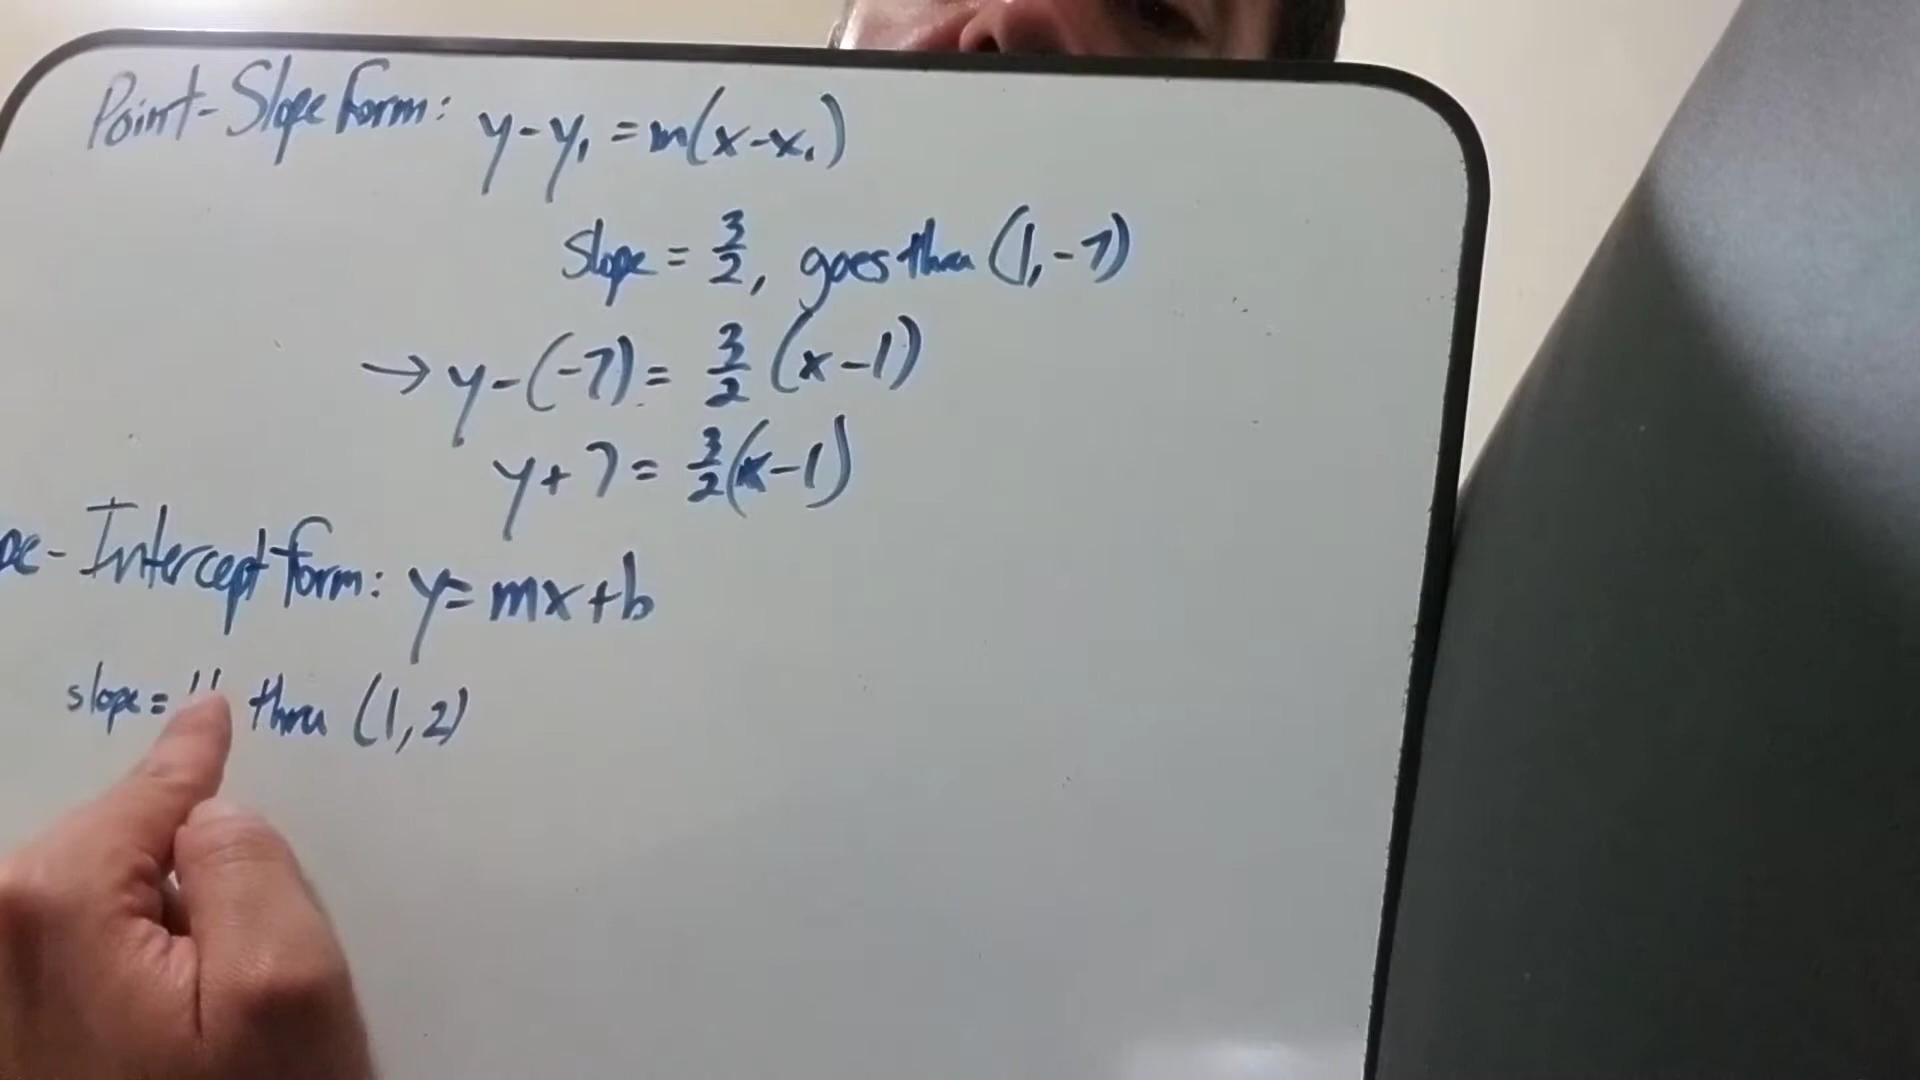 Point-Slope Form: y-y₁ = m(x-x₁)
Slope = 3/2, goes thru (1,-7)
→ y-(-7) = 3/2 (x-1)
y+7 = 3/2(x-1)
pe-Intercept form: y= mx+b
slope = thru (1,2)